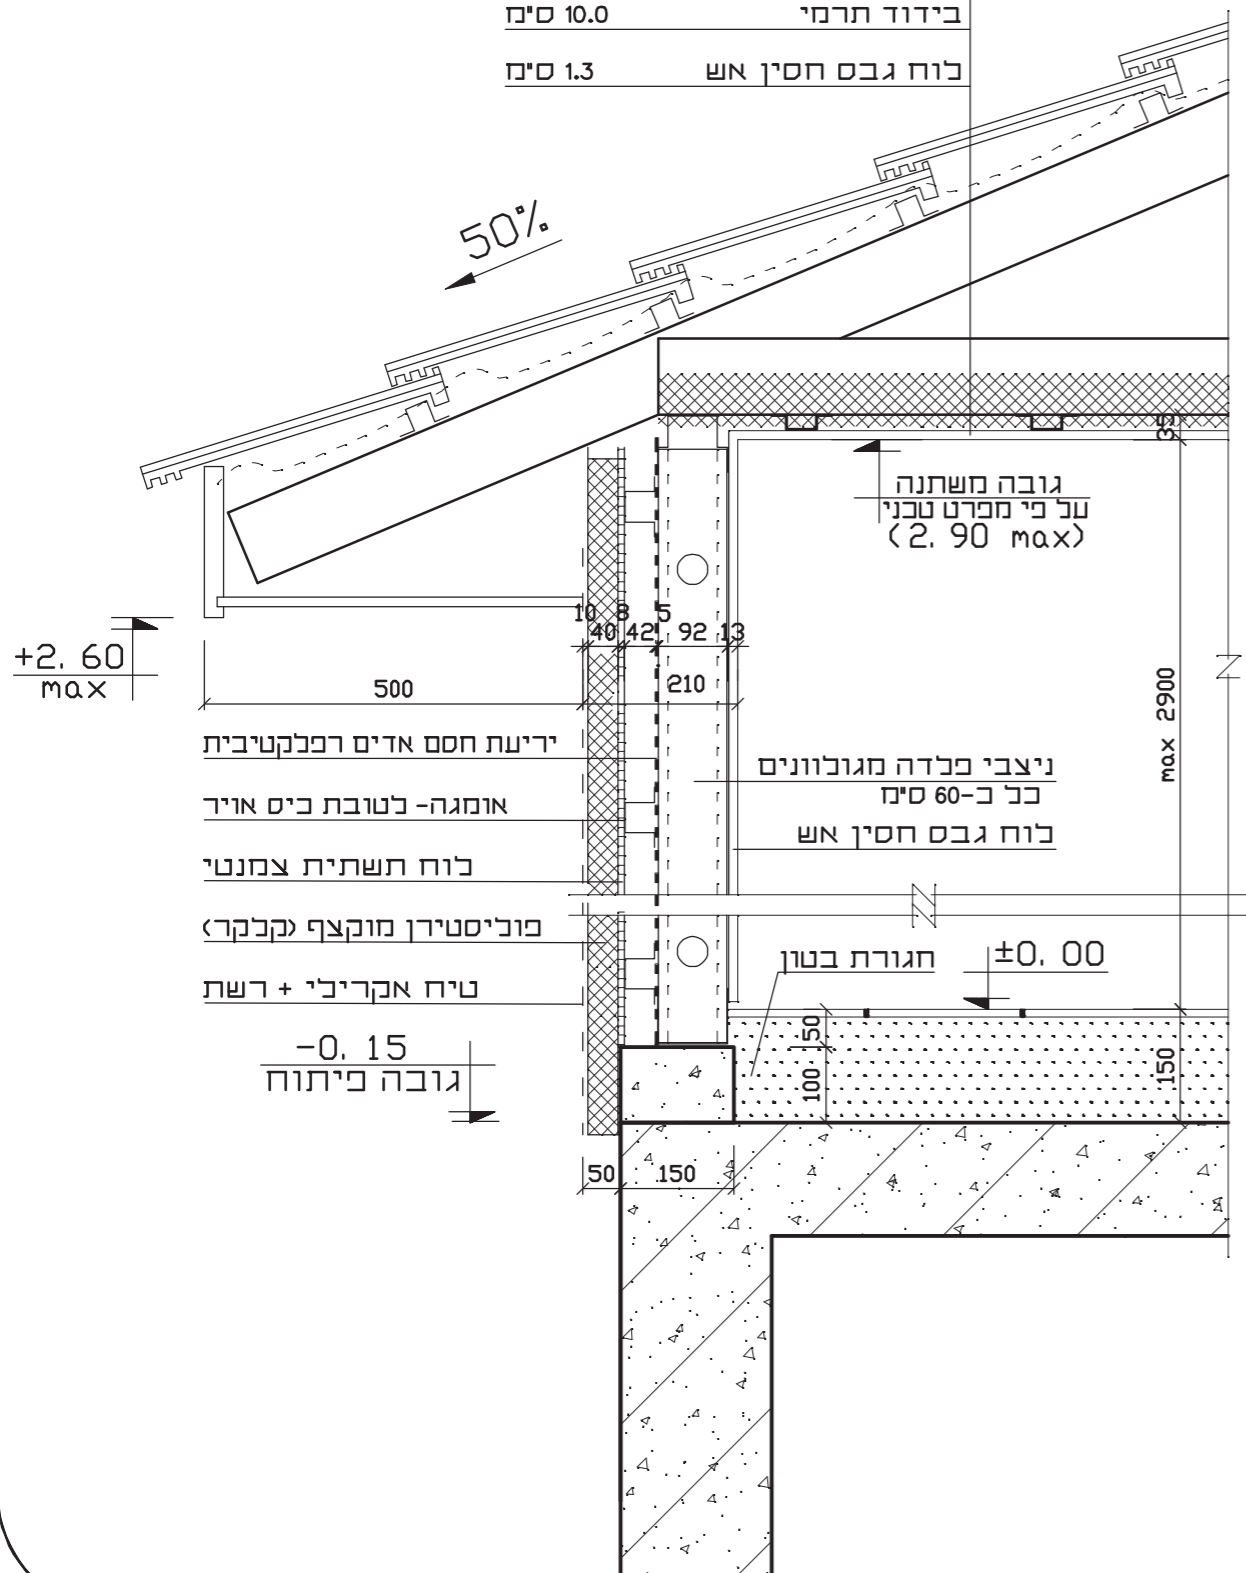 בידוד תרמי 10.0 ס"מ
לוח גבס חסין אש 1.3 ס"מ
50%
35
גובה משתנה
על פי מפרט טכני
(2.90 max)
10 8 5
40 42 92 13
+2.60
max
500
210
max 2900
יריעת חסם אדים רפלקטיבית
ניצבי פלדה מגולוונים
כל כ-60 ס"מ
אומגה- לטובת כיס אויר
לוח גבס חסין אש
לוח תשתית צמנטי
פוליסטירן מוקצף (קלקר)
חגורת בטון
±0.00
טיח אקרילי + רשת
-0.15
גובה פיתוח
50
100
150
50
150